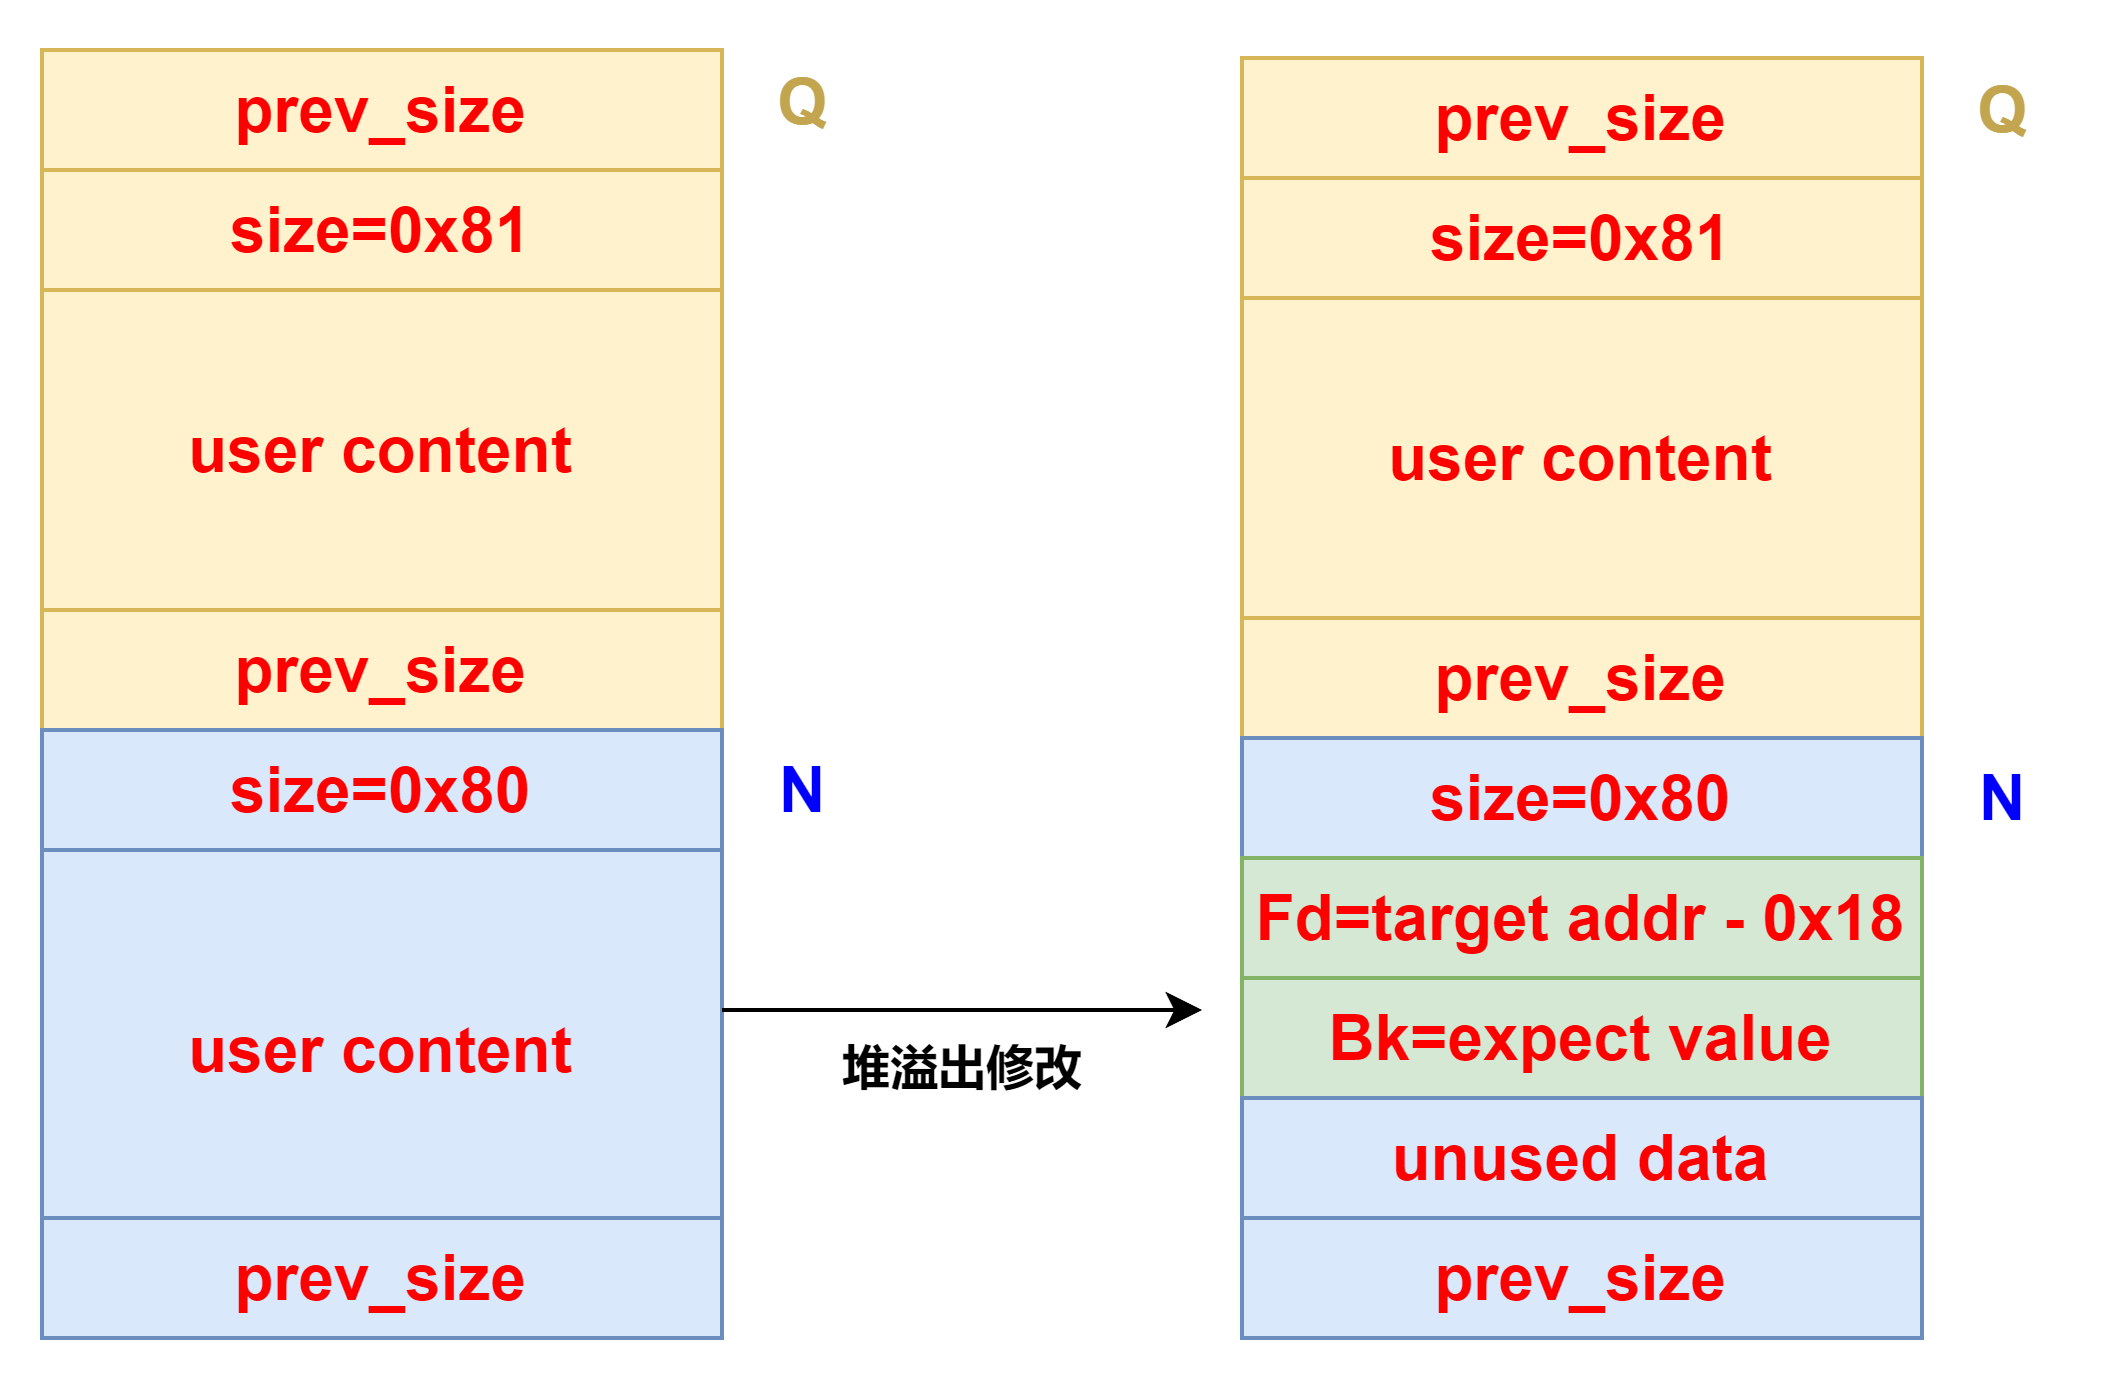 prev_size
Q
size=0x81
user content
prev_size
size=0x80
N
user content
prev_size
堆溢出修改
prev_size
Q
size=0x81
user content
prev_size
size=0x80
N
Fd=target addr - 0x18
Bk=expect value
unused data
prev_size